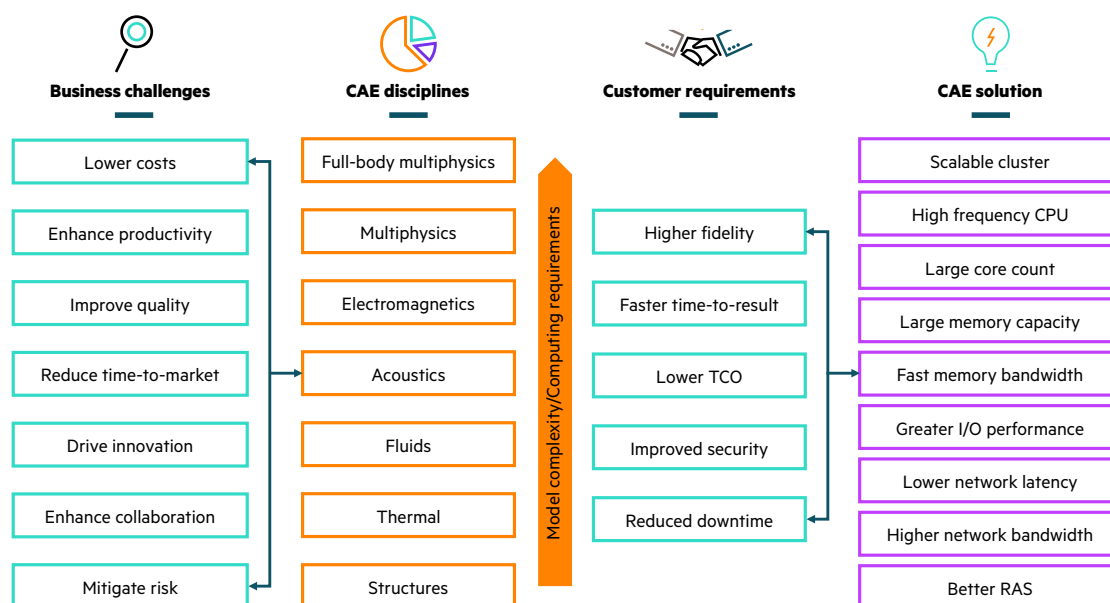 Business challenges
Lower costs
Enhance productivity
Improve quality
Reduce time-to-market
Drive innovation
Enhance collaboration
Mitigate risk
CAE disciplines
Full-body multiphysics
Multiphysics
Electromagnetics
Acoustics
Fluids
Thermal
Structures
Model complexity/Computing requirements
Customer requirements
Higher fidelity
Faster time-to-result
Lower TCO
Improved security
Reduced downtime
CAE solution
Scalable cluster
High frequency CPU
Large core count
Large memory capacity
Fast memory bandwidth
Greater I/O performance
Lower network latency
Higher network bandwidth
Better RAS